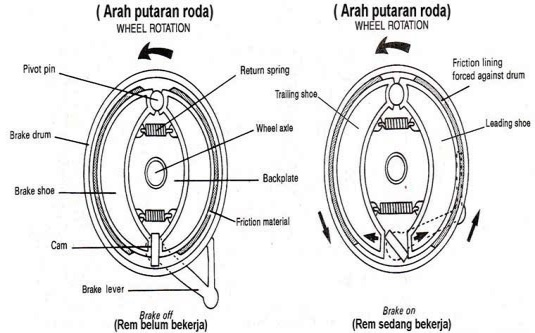 ( Arah putaran roda)
WHEEL ROTATION
Pivot pin
Return spring
Brake drum
Wheel axle
Brake shoe
Backplate
Friction material
Cam
Brake lever
Brake off
(Rem belum bekerja)
( Arah putaran roda)
WHEEL ROTATION
Friction lining
forced against drum
Trailing shoe
Leading shoe
Brake on
(Rem sedang bekerja)